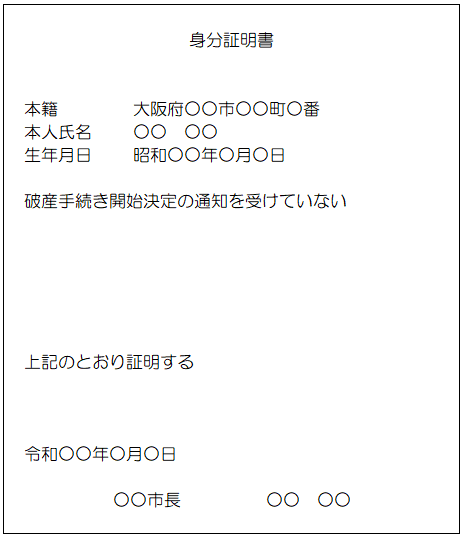 身分証明書
本籍　大阪府〇〇市〇〇町〇番
本人氏名　〇〇　〇〇
生年月日　昭和〇〇年〇月〇日
破産手続き開始決定の通知を受けていない
上記のとおり証明する
令和〇〇年〇月〇日
〇〇市長　〇〇　〇〇